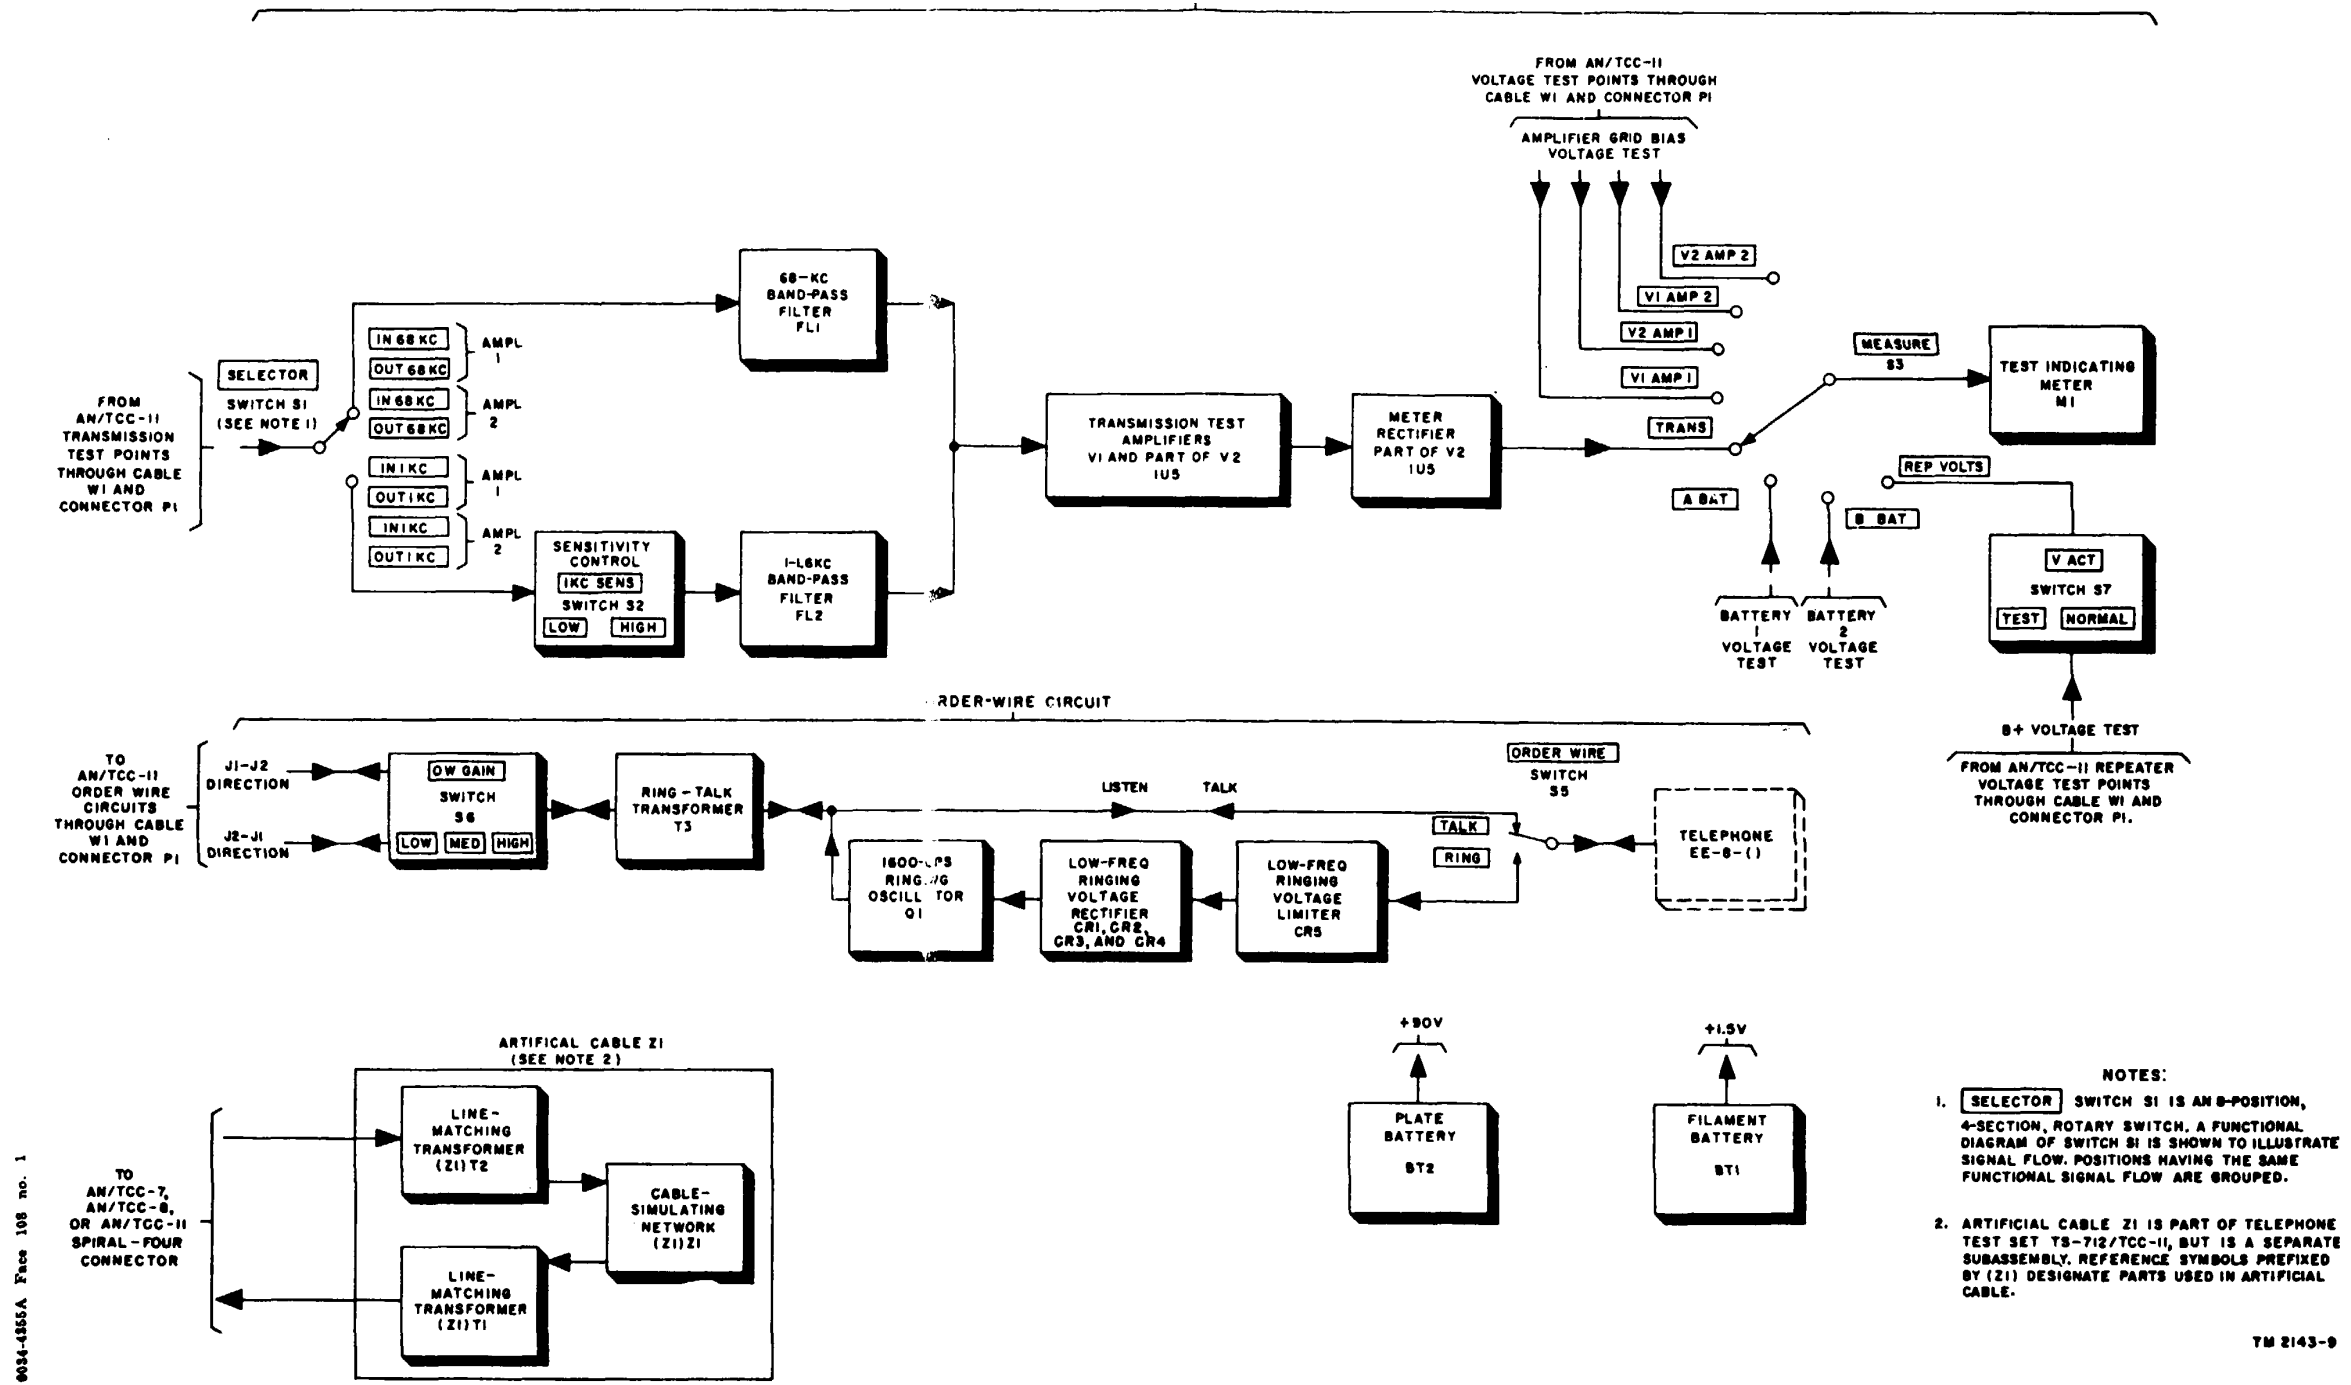 FROM AN/TCC-11
VOLTAGE TEST POINTS THROUGH
CABLE W1 AND CONNECTOR P1
AMPLIFIER GRID BIAS
VOLTAGE TEST
V2 AMP 2
V1 AMP 2
V2 AMP 1
V1 AMP 1
TRANS
MEASURE
S3
TEST INDICATING
METER
M1
A BAT
B BAT
REP VOLTS
BATTERY
1
VOLTAGE
TEST
BATTERY
2
VOLTAGE
TEST
V ACT
SWITCH S7
TEST
NORMAL
B+ VOLTAGE TEST
FROM AN/TCC-11 REPEATER
VOLTAGE TEST POINTS
THROUGH CABLE W1 AND
CONNECTOR P1.
FROM
AN/TCC-11
TRANSMISSION
TEST POINTS
THROUGH CABLE
W1 AND
CONNECTOR P1
SELECTOR
SWITCH S1
(SEE NOTE 1)
IN 68 KC
OUT 68 KC
AMPL
1
IN 68 KC
OUT 68 KC
AMPL
2
IN 1 KC
OUT 1 KC
AMPL
1
IN 1 KC
OUT 1 KC
AMPL
2
68-KC
BAND-PASS
FILTER
FL1
SENSITIVITY
CONTROL
1KC SENS
SWITCH S2
LOW
HIGH
1-1.6KC
BAND-PASS
FILTER
FL2
TRANSMISSION TEST
AMPLIFIERS
V1 AND PART OF V2
1U5
METER
RECTIFIER
PART OF V2
1U5
RDER-WIRE CIRCUIT
TO
AN/TCC-11
ORDER WIRE
CIRCUITS
THROUGH CABLE
W1 AND
CONNECTOR P1
J1-J2
DIRECTION
J2-J1
DIRECTION
OW GAIN
SWITCH
S6
LOW
MED
HIGH
RING-TALK
TRANSFORMER
T3
LISTEN
TALK
ORDER WIRE
SWITCH
S5
TALK
RING
TELEPHONE
EE-8-( )
1600-CPS
RINGING
OSCILLATOR
Q1
LOW-FREQ
RINGING
VOLTAGE
RECTIFIER
CR1, CR2,
CR3, AND CR4
LOW-FREQ
RINGING
VOLTAGE
LIMITER
CR5
ARTIFICAL CABLE Z1
(SEE NOTE 2)
TO
AN/TCC-7,
AN/TCC-8,
OR AN/TCC-11
SPIRAL-FOUR
CONNECTOR
LINE-
MATCHING
TRANSFORMER
(Z1)T2
CABLE-
SIMULATING
NETWORK
(Z1)Z1
LINE-
MATCHING
TRANSFORMER
(Z1)T1
+90V
PLATE
BATTERY
BT2
+1.5V
FILAMENT
BATTERY
BT1
NOTES:
1. SELECTOR SWITCH S1 IS AN 8-POSITION,
4-SECTION, ROTARY SWITCH. A FUNCTIONAL
DIAGRAM OF SWITCH S1 IS SHOWN TO ILLUSTRATE
SIGNAL FLOW. POSITIONS HAVING THE SAME
FUNCTIONAL SIGNAL FLOW ARE GROUPED.
2. ARTIFICIAL CABLE Z1 IS PART OF TELEPHONE
TEST SET TS-712/TCC-11, BUT IS A SEPARATE
SUBASSEMBLY. REFERENCE SYMBOLS PREFIXED
BY (Z1) DESIGNATE PARTS USED IN ARTIFICIAL
CABLE.
TM 2143-9
0034-4355A Face 108 no. 1